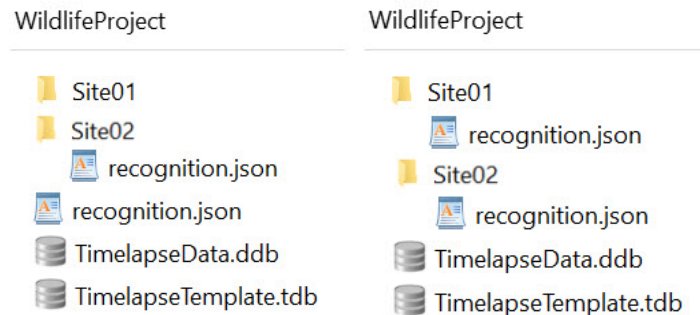 WildlifeProject
Site01
Site02
recognition.json
recognition.json
TimelapseData.ddb
TimelapseTemplate.tdb
WildlifeProject
Site01
recognition.json
Site02
recognition.json
TimelapseData.ddb
TimelapseTemplate.tdb